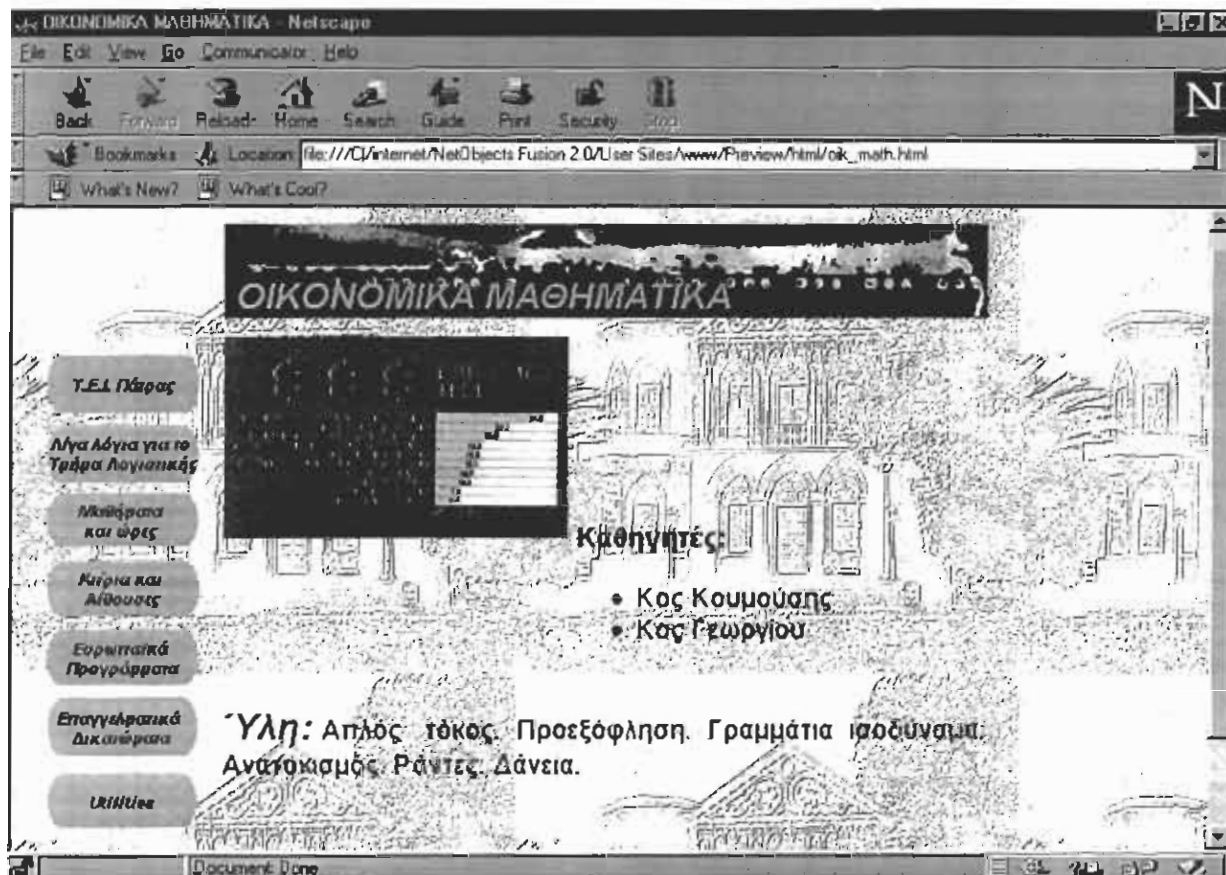 ΟΙΚΟΝΟΜΙΚΑ ΜΑΘΗΜΑΤΙΚΑ - Netscape
File Edit View Go Communicator Help
Back Forward Reload Home Search Guide Print Security Stop
Bookmarks Location: file:///C|/internet/NetObjects Fusion 2.0/User Sites/www/Preview/html/oik_math.html
What's New? What's Cool?
ΟΙΚΟΝΟΜΙΚΑ ΜΑΘΗΜΑΤΙΚΑ
Τ.Ε.Ι. Πάτρας
Λίγα λόγια για το
Τμήμα Λογιστικής
Μαθήματα
και ώρες
Κτίρια και
Αίθουσες
Ευρωπαϊκά
Προγράμματα
Επαγγελματικά
Δικαιώματα
Utilities
Καθηγητές:
• Κος Κουμούσης
• Κος Γεωργίου
Ύλη: Απλός τόκος. Προεξόφληση. Γραμμάτια ισοδύναμα.
Ανατοκισμός. Ράντες. Δάνεια.
Document: Done